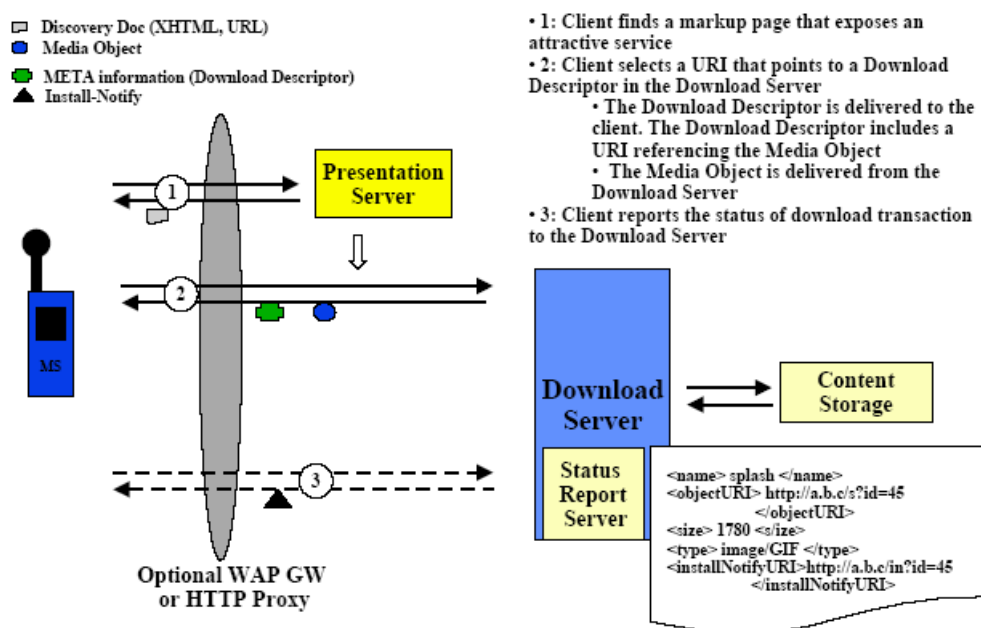 Discovery Doc (XHTML, URL)
Media Object
META information (Download Descriptor)
Install-Notify
• 1: Client finds a markup page that exposes an
attractive service
• 2: Client selects a URI that points to a Download
Descriptor in the Download Server
• The Download Descriptor is delivered to the
client. The Download Descriptor includes a
URI referencing the Media Object
• The Media Object is delivered from the
Download Server
• 3: Client reports the status of download transaction
to the Download Server
1
Presentation
Server
2
MS
3
Optional WAP GW
or HTTP Proxy
Download
Server
Status
Report
Server
Content
Storage
<name> splash </name>
<objectURI> http://a.b.c/s?id=45
</objectURI>
<size> 1780 <s/ize>
<type> image/GIF </type>
<installNotifyURI>http://a.b.c/in?id=45
</installNotifyURI>